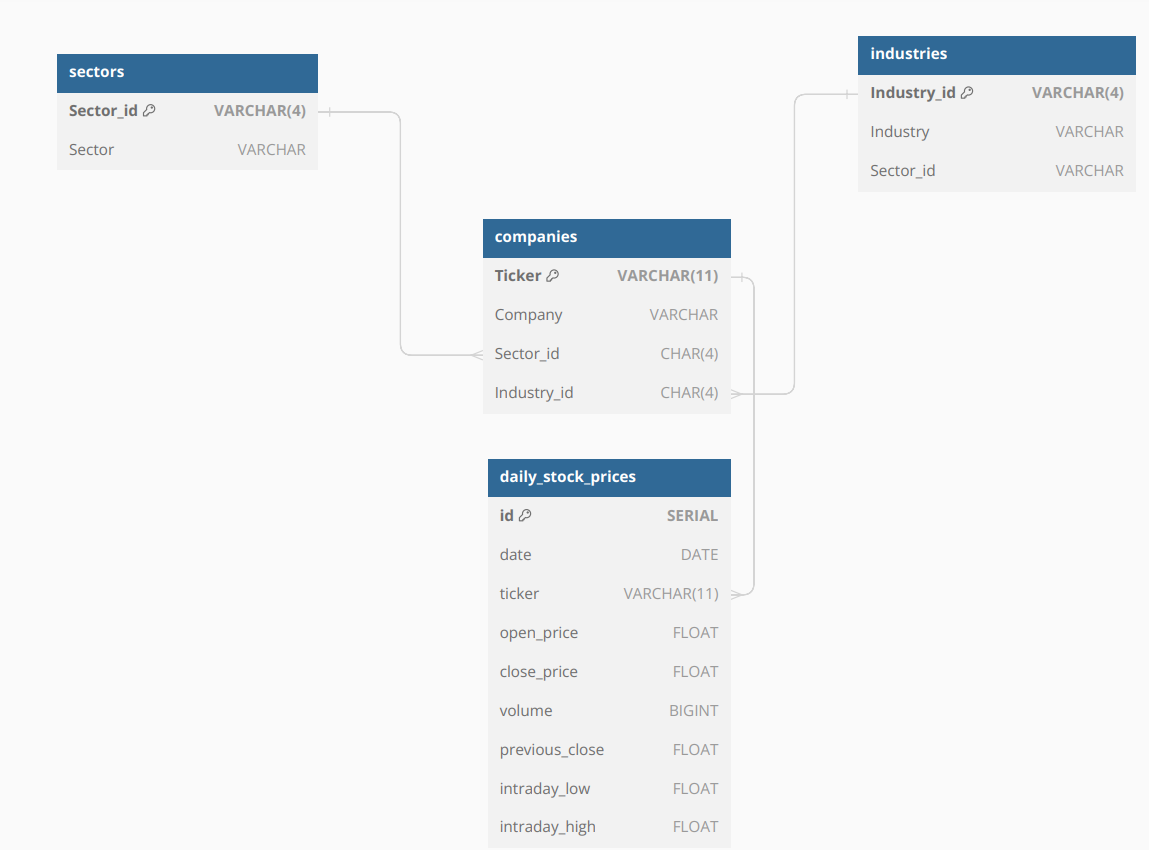 sectors
Sector_id VARCHAR(4)
Sector VARCHAR
industries
Industry_id VARCHAR(4)
Industry VARCHAR
Sector_id VARCHAR
companies
Ticker VARCHAR(11)
Company VARCHAR
Sector_id CHAR(4)
Industry_id CHAR(4)
daily_stock_prices
id SERIAL
date DATE
ticker VARCHAR(11)
open_price FLOAT
close_price FLOAT
volume BIGINT
previous_close FLOAT
intraday_low FLOAT
intraday_high FLOAT